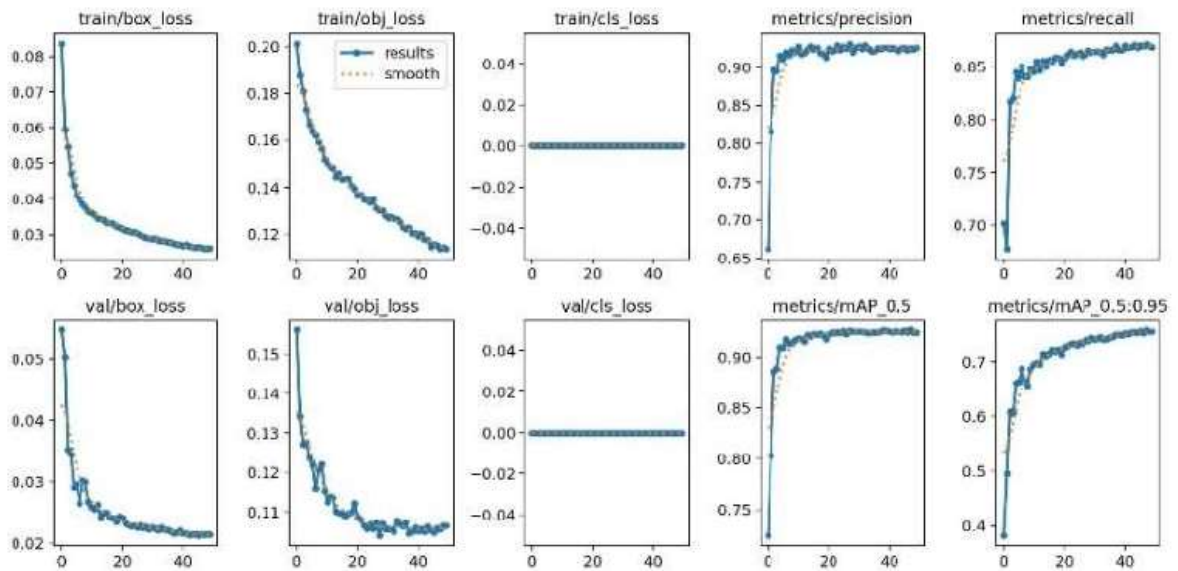 train/box_loss
0.08
0.07
0.06
0.05
0.04
0.03
0 20 40
train/obj_loss
results
smooth
0.20
0.18
0.16
0.14
0.12
0 20 40
train/cls_loss
0.04
0.02
0.00
−0.02
−0.04
0 20 40
metrics/precision
0.90
0.85
0.80
0.75
0.70
0.65
0 20 40
metrics/recall
0.85
0.80
0.75
0.70
0 20 40
val/box_loss
0.05
0.04
0.03
0.02
0 20 40
val/obj_loss
0.15
0.14
0.13
0.12
0.11
0 20 40
val/cls_loss
0.04
0.02
0.00
−0.02
−0.04
0 20 40
metrics/mAP_0.5
0.90
0.85
0.80
0.75
0 20 40
metrics/mAP_0.5:0.95
0.7
0.6
0.5
0.4
0 20 40